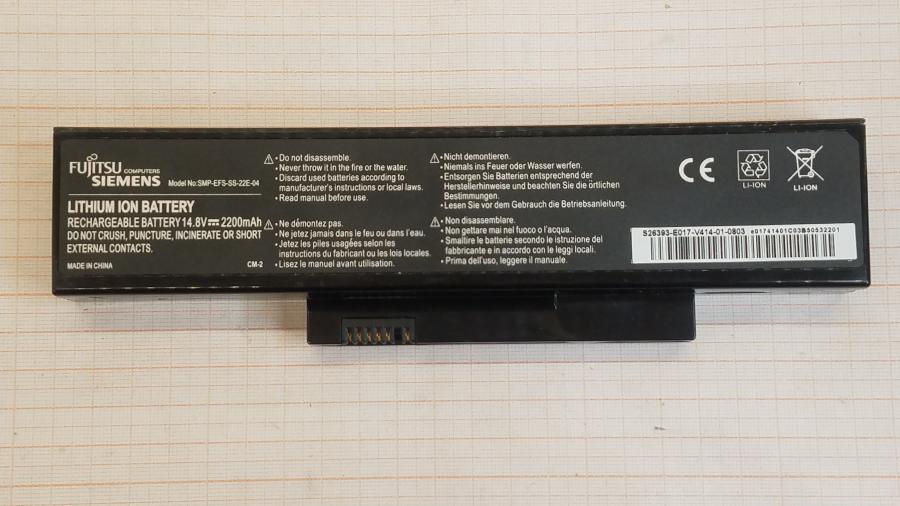 FUJITSU COMPUTERS
SIEMENS
Model No:SMP-EFS-SS-22E-04
LITHIUM ION BATTERY
RECHARGEABLE BATTERY 14.8V 2200mAh
DO NOT CRUSH, PUNCTURE, INCINERATE OR SHORT
EXTERNAL CONTACTS.
MADE IN CHINA
CM-2
• Do not disassemble.
• Never throw it in the fire or the water.
• Discard used batteries according to
manufacturer's instructions or local laws.
• Read manual before use.
• Ne démontez pas.
• Ne jetez jamais dans le feu ou dans l'eau.
• Jetez les piles usagées selon les
instructions du fabricant ou les lois locales.
• Lisez le manuel avant utilisation.
• Nicht demontieren.
• Niemals ins Feuer oder Wasser werfen.
• Entsorgen Sie Batterien entsprechend der
Herstellerhinweise und beachten Sie die örtlichen
Bestimmungen.
• Lesen Sie vor dem Gebrauch die Betriebsanleitung.
• Non disassemblare.
• Non gettare mai nel fuoco o l'acqua.
• Smaltire le batterie secondo le istruzione del
fabbricante o come le leggi locali.
• Prima dell'uso, leggere il manuale.
CE
LI-ION
LI-ION
S26393-E017-V414-01-0803 e01741401C03B50532201